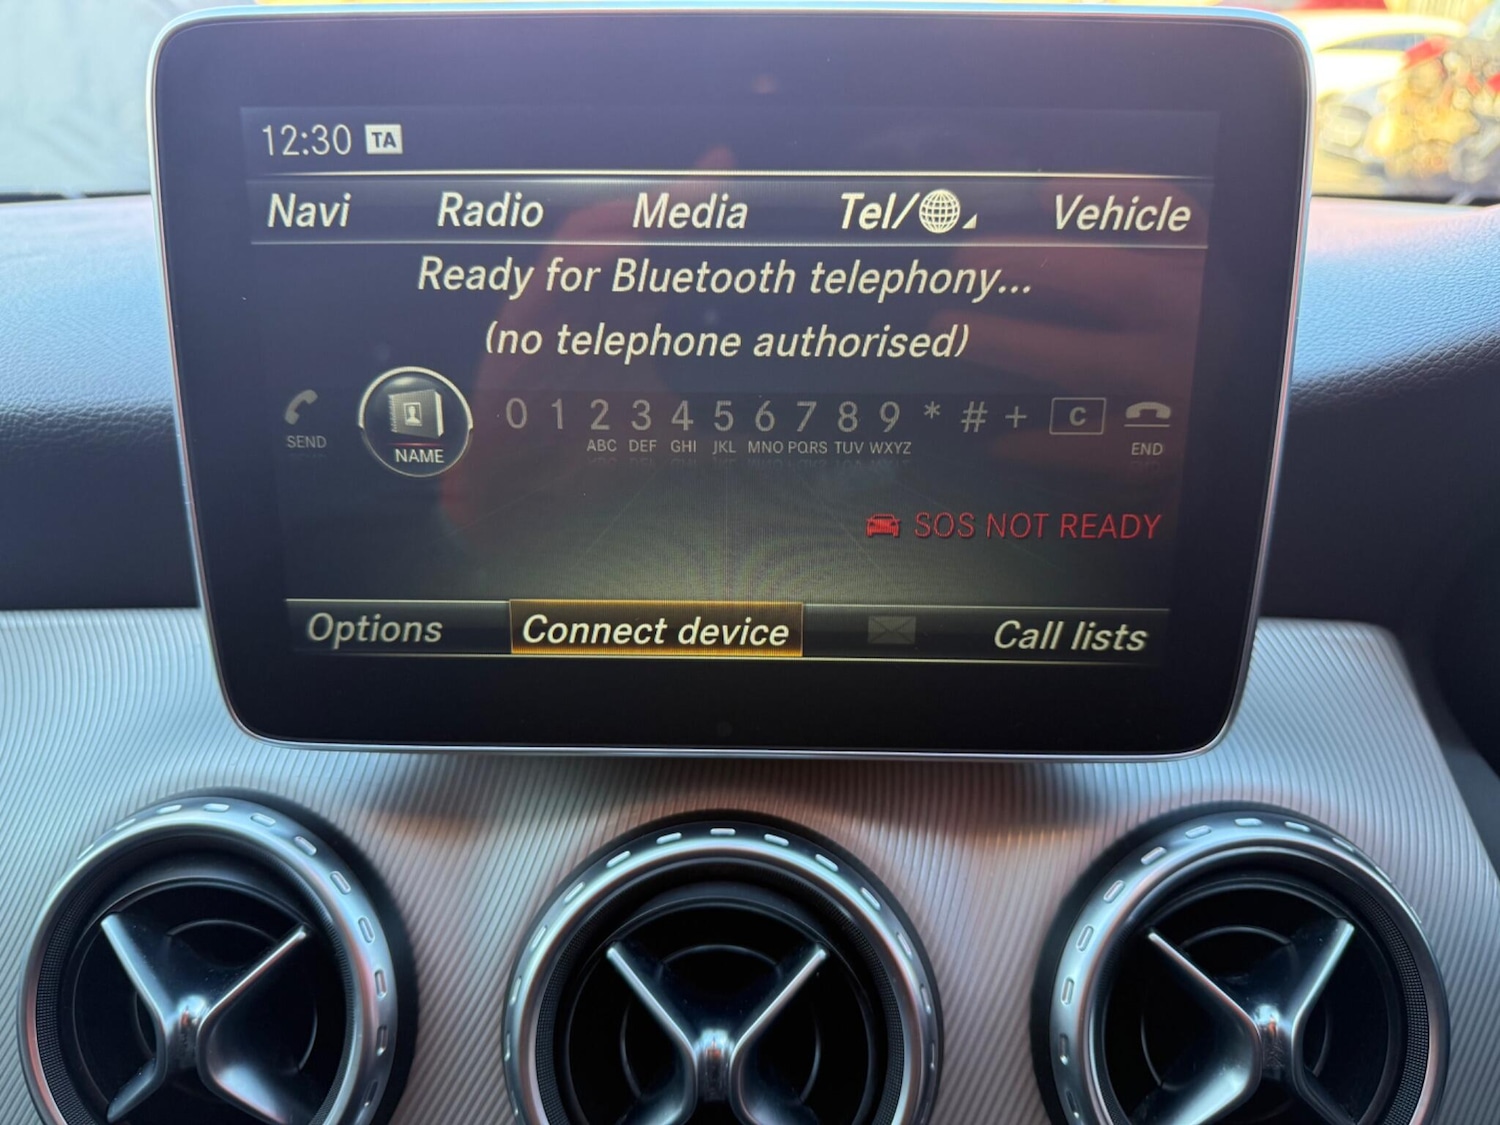 12:30 TA
Navi Radio Media Tel/ Vehicle
Ready for Bluetooth telephony...
(no telephone authorised)
0 1 2 3 4 5 6 7 8 9 * # + C
SEND NAME ABC DEF GHI JKL MNO PQRS TUV WXYZ END
SOS NOT READY
Options Connect device Call lists